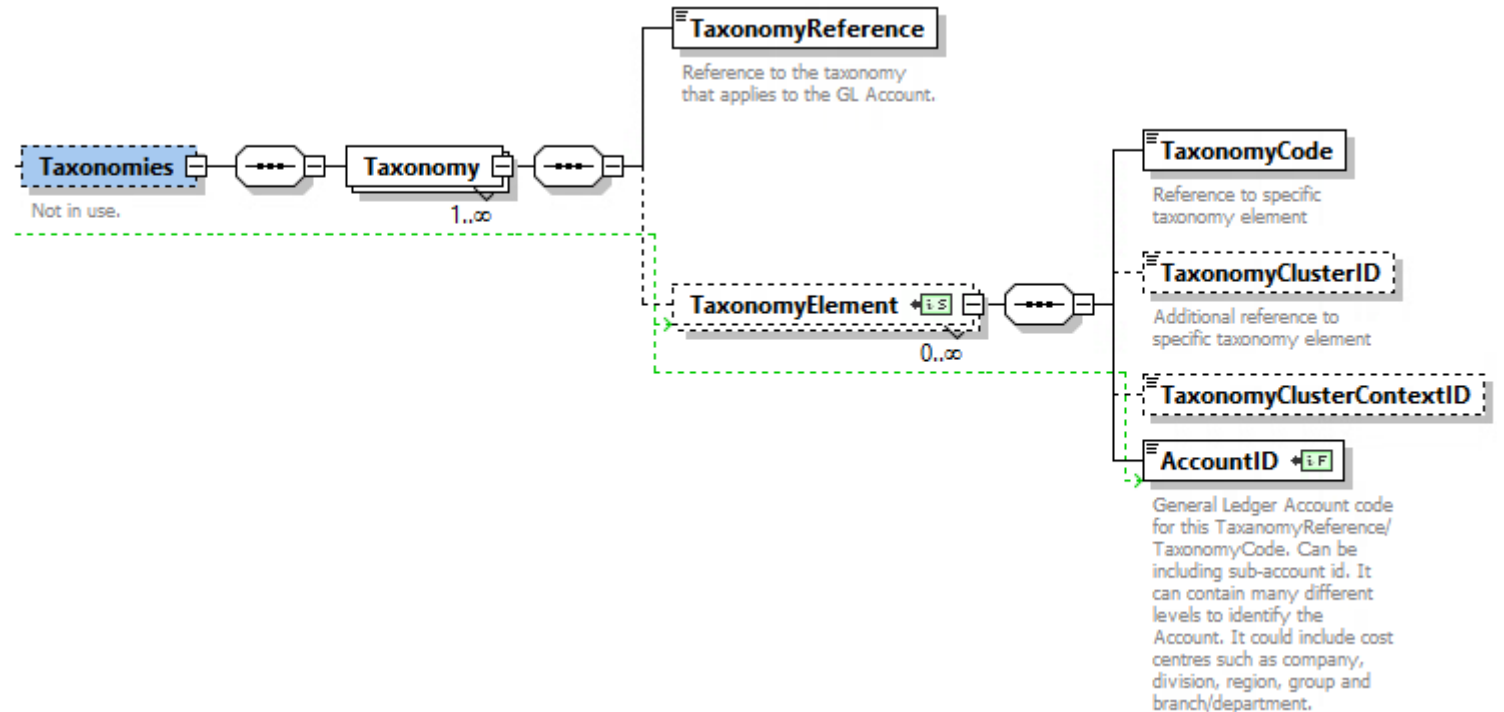 TaxonomyReference
Reference to the taxonomy
that applies to the GL Account.
Taxonomies
Not in use.
Taxonomy
1..∞
TaxonomyElement
i S
0..∞
TaxonomyCode
Reference to specific
taxonomy element
TaxonomyClusterID
Additional reference to
specific taxonomy element
TaxonomyClusterContextID
AccountID
i F
General Ledger Account code
for this TaxanomyReference/
TaxonomyCode. Can be
including sub-account id. It
can contain many different
levels to identify the
Account. It could include cost
centres such as company,
division, region, group and
branch/department.